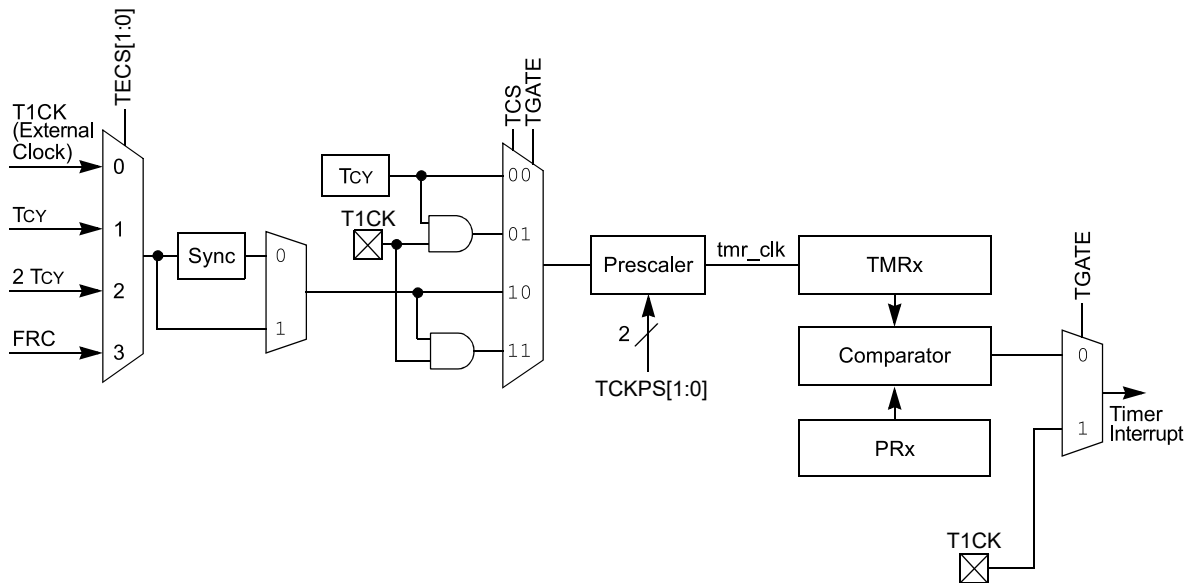 TECS[1:0]
T1CK
(External
Clock)
0
TCY
1
2 TCY
2
FRC
3
Sync
0
1
TCY
T1CK
TCS
TGATE
00
01
10
11
Prescaler
2
TCKPS[1:0]
tmr_clk
TMRx
Comparator
PRx
TGATE
0
1
Timer
Interrupt
T1CK